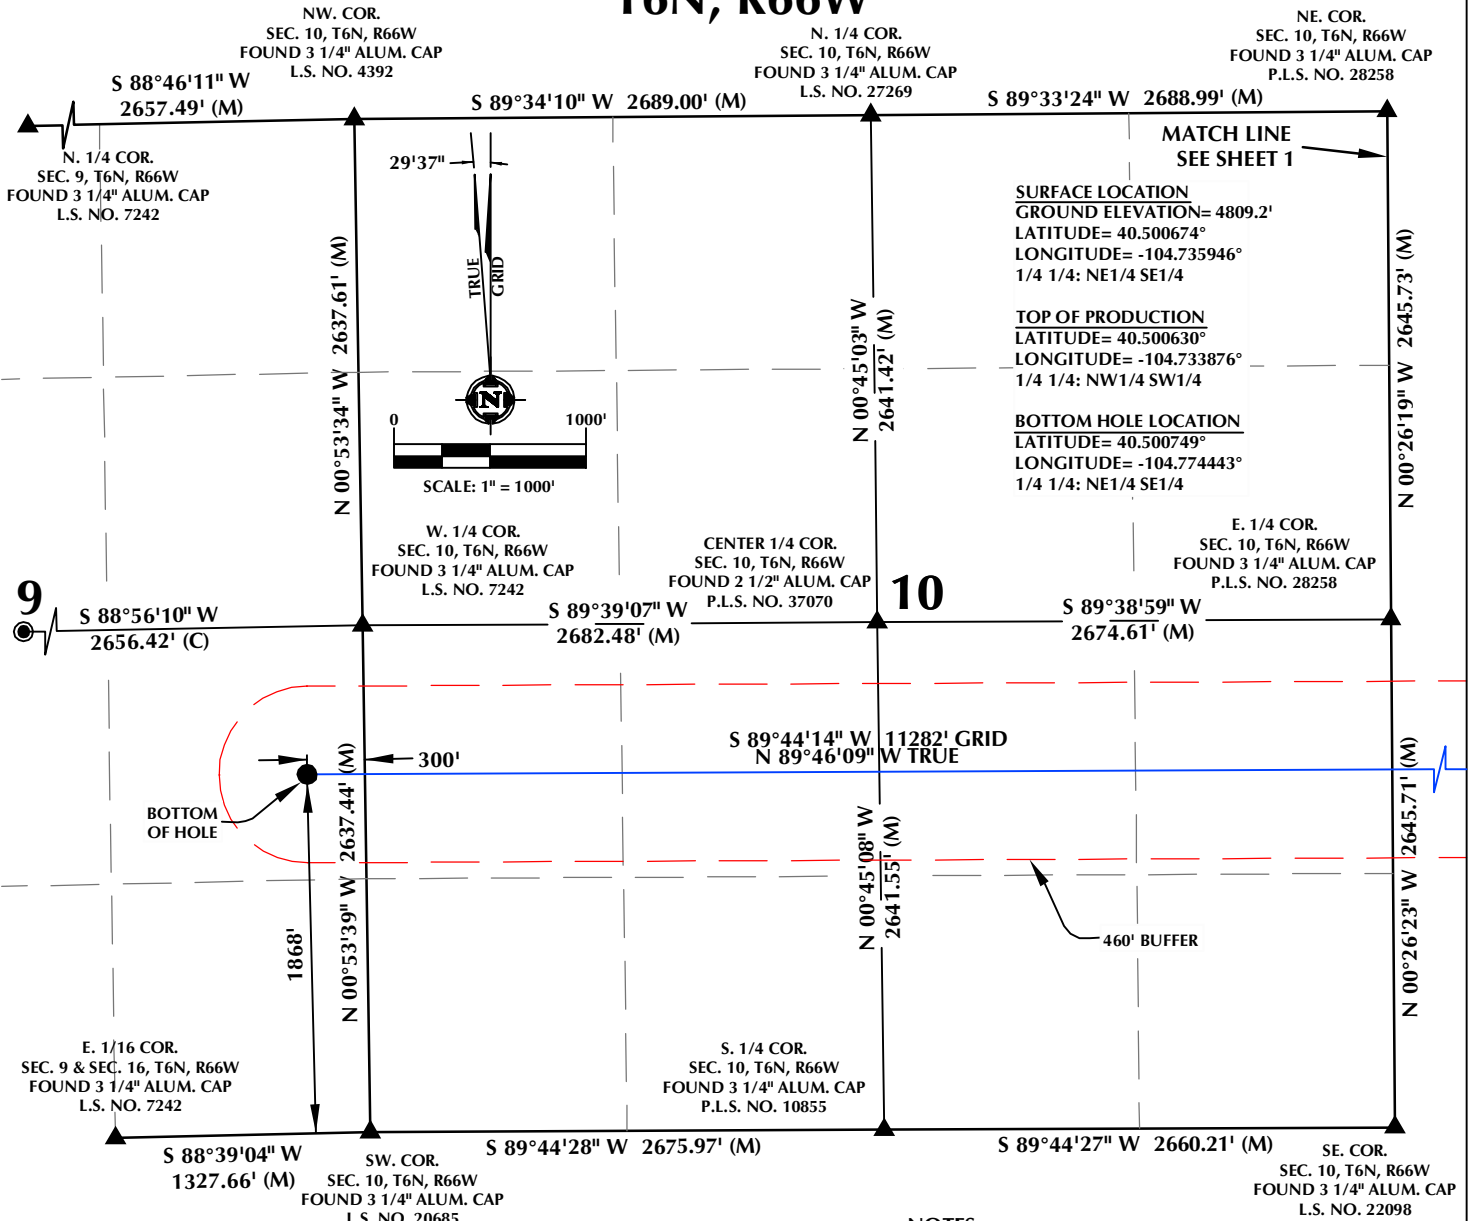 T6N, R66W
NW. COR.
SEC. 10, T6N, R66W
FOUND 3 1/4" ALUM. CAP
L.S. NO. 4392
N. 1/4 COR.
SEC. 10, T6N, R66W
FOUND 3 1/4" ALUM. CAP
L.S. NO. 27269
NE. COR.
SEC. 10, T6N, R66W
FOUND 3 1/4" ALUM. CAP
P.L.S. NO. 28258
S 88°46'11" W
2657.49' (M)
S 89°34'10" W 2689.00' (M)
S 89°33'24" W 2688.99' (M)
N. 1/4 COR.
SEC. 9, T6N, R66W
FOUND 3 1/4" ALUM. CAP
L.S. NO. 7242
29'37"
TRUE
GRID
N
MATCH LINE
SEE SHEET 1
SURFACE LOCATION
GROUND ELEVATION= 4809.2'
LATITUDE= 40.500674°
LONGITUDE= -104.735946°
1/4 1/4: NE1/4 SE1/4
TOP OF PRODUCTION
LATITUDE= 40.500630°
LONGITUDE= -104.733876°
1/4 1/4: NW1/4 SW1/4
BOTTOM HOLE LOCATION
LATITUDE= 40.500749°
LONGITUDE= -104.774443°
1/4 1/4: NE1/4 SE1/4
N 00°53'34" W 2637.61' (M)
N 00°45'03" W
2641.42' (M)
N 00°26'19" W 2645.73' (M)
0 1000'
SCALE: 1" = 1000'
W. 1/4 COR.
SEC. 10, T6N, R66W
FOUND 3 1/4" ALUM. CAP
L.S. NO. 7242
CENTER 1/4 COR.
SEC. 10, T6N, R66W
FOUND 2 1/2" ALUM. CAP
P.L.S. NO. 37070
E. 1/4 COR.
SEC. 10, T6N, R66W
FOUND 3 1/4" ALUM. CAP
P.L.S. NO. 28258
9
10
S 88°56'10" W
2656.42' (C)
S 89°39'07" W
2682.48' (M)
S 89°38'59" W
2674.61' (M)
S 89°44'14" W 11282' GRID
N 89°46'09" W TRUE
300'
BOTTOM
OF HOLE
1868'
N 00°53'39" W 2637.44' (M)
N 00°45'08" W
2641.55' (M)
N 00°26'23" W 2645.71' (M)
460' BUFFER
E. 1/16 COR.
SEC. 9 & SEC. 16, T6N, R66W
FOUND 3 1/4" ALUM. CAP
L.S. NO. 7242
S. 1/4 COR.
SEC. 10, T6N, R66W
FOUND 3 1/4" ALUM. CAP
P.L.S. NO. 10855
S 88°39'04" W
1327.66' (M)
S 89°44'28" W 2675.97' (M)
S 89°44'27" W 2660.21' (M)
SW. COR.
SEC. 10, T6N, R66W
FOUND 3 1/4" ALUM. CAP
L.S. NO. 20685
SE. COR.
SEC. 10, T6N, R66W
FOUND 3 1/4" ALUM. CAP
L.S. NO. 22098
NOTES